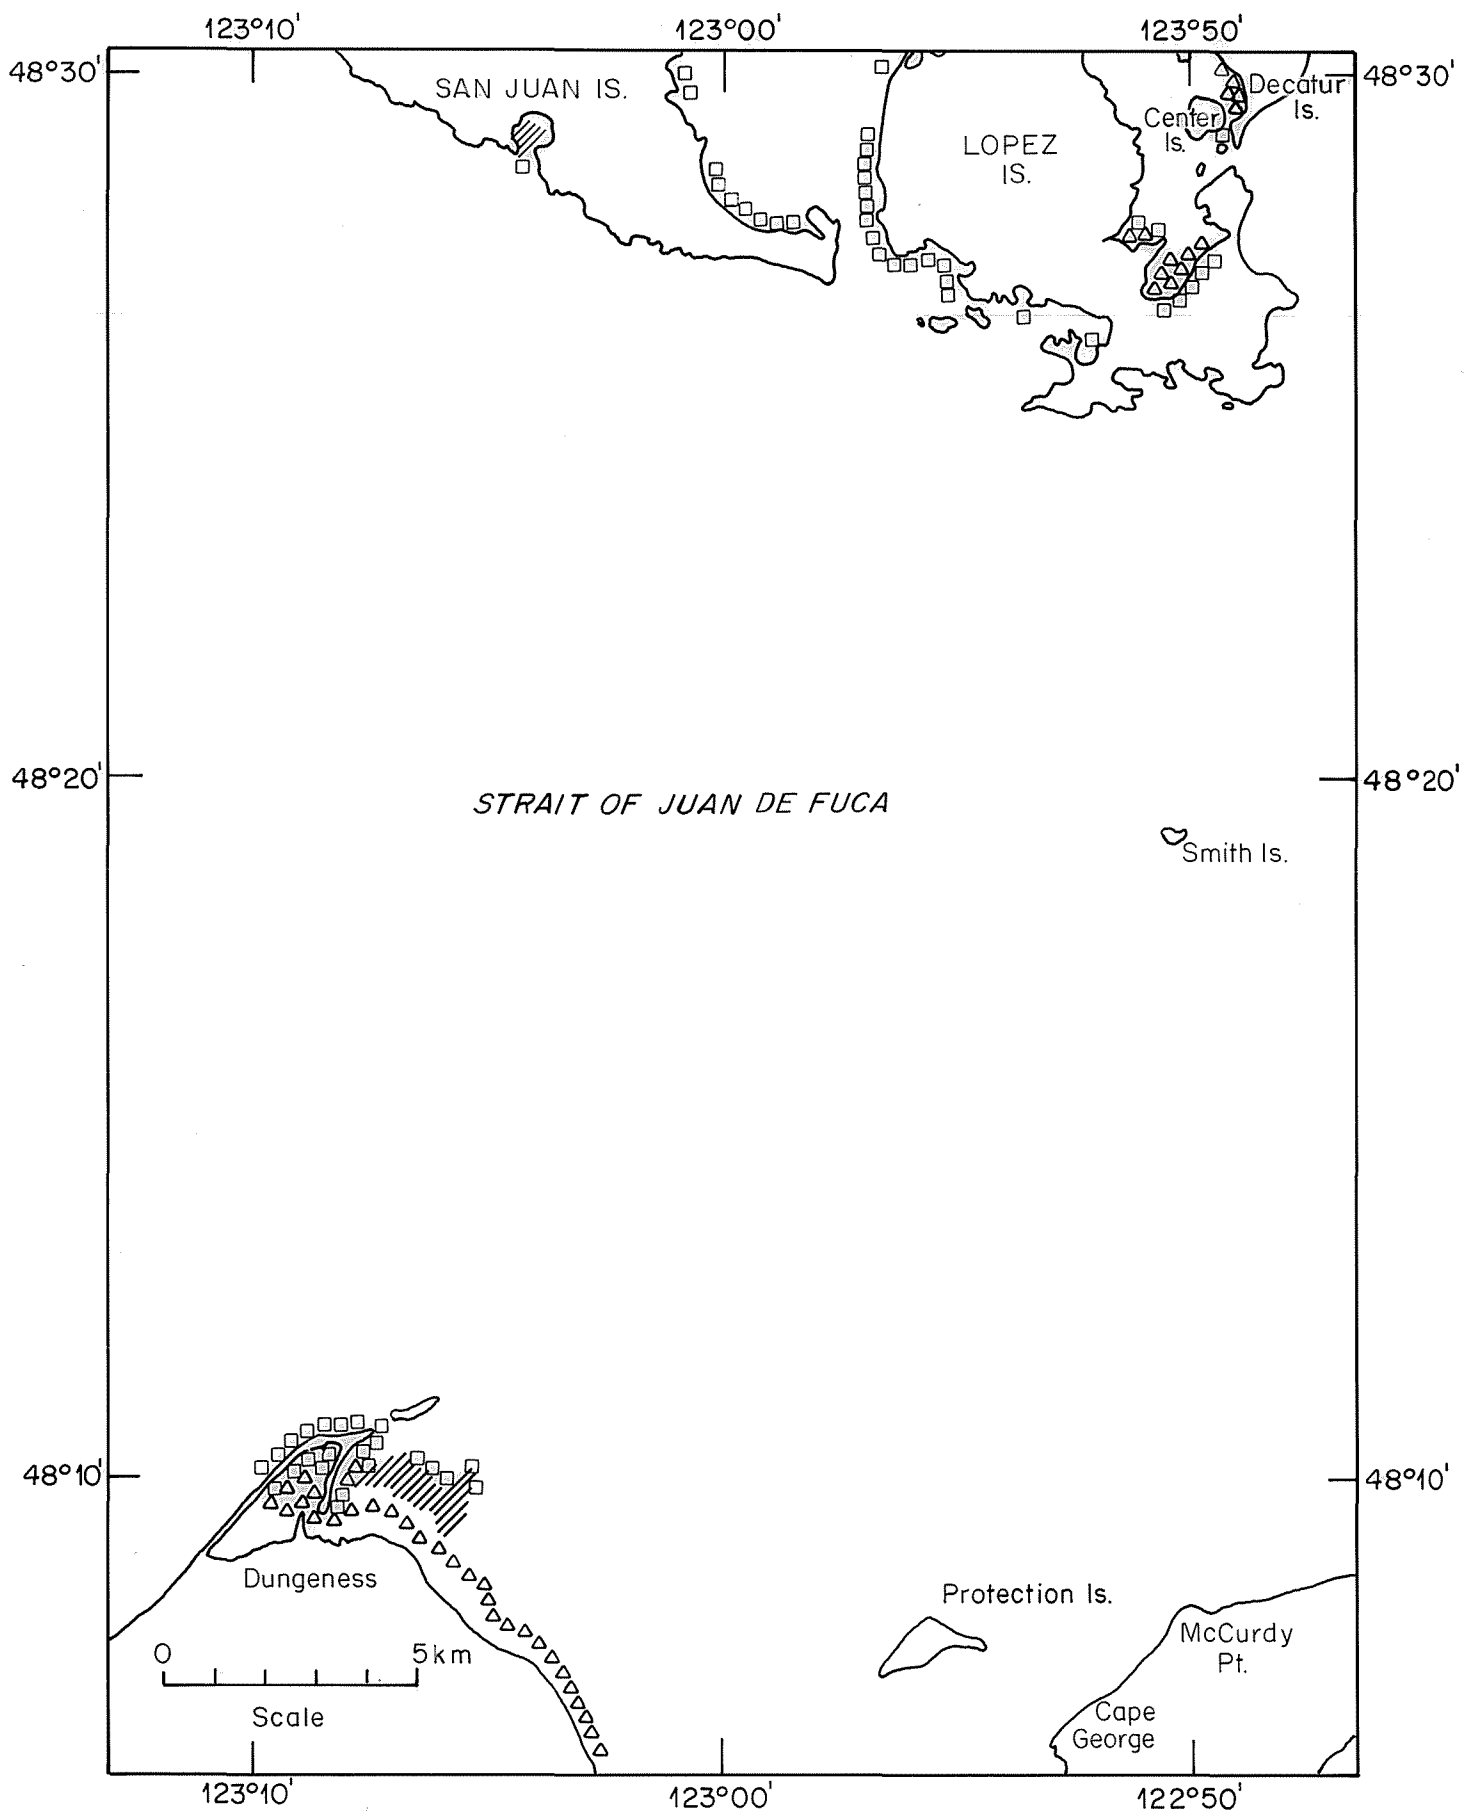 123°10' 123°00' 123°50'
48°30' 48°30'
SAN JUAN IS.
Decatur
Is.
Center
Is.
LOPEZ
IS.
48°20' 48°20'
STRAIT OF JUAN DE FUCA
Smith Is.
48°10' 48°10'
Dungeness
Protection Is.
McCurdy
Pt.
0 5km
Scale
Cape
George
123°10' 123°00' 122°50'